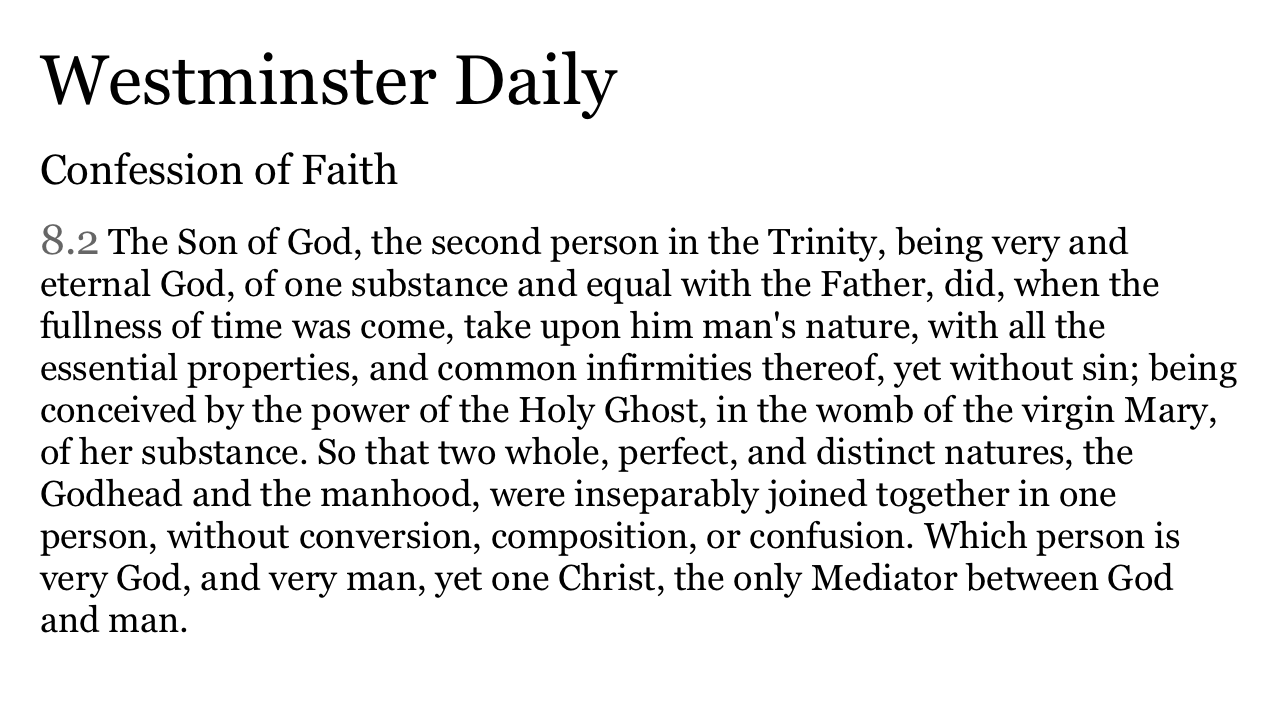 Westminster Daily
Confession of Faith
8.2 The Son of God, the second person in the Trinity, being very and
eternal God, of one substance and equal with the Father, did, when the
fullness of time was come, take upon him man's nature, with all the
essential properties, and common infirmities thereof, yet without sin; being
conceived by the power of the Holy Ghost, in the womb of the virgin Mary,
of her substance. So that two whole, perfect, and distinct natures, the
Godhead and the manhood, were inseparably joined together in one
person, without conversion, composition, or confusion. Which person is
very God, and very man, yet one Christ, the only Mediator between God
and man.